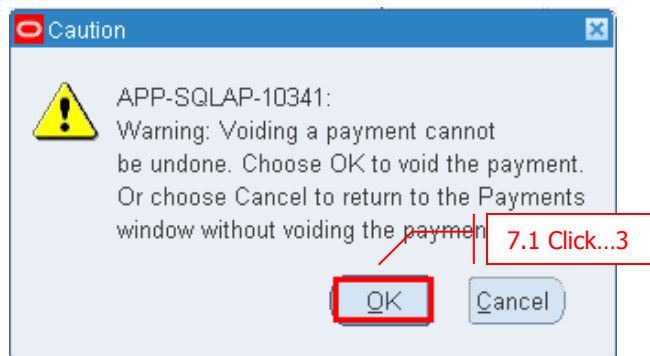 Caution
APP-SQLAP-10341:
Warning: Voiding a payment cannot
be undone. Choose OK to void the payment.
Or choose Cancel to return to the Payments
window without voiding the paymen
7.1 Click...3
OK
Cancel